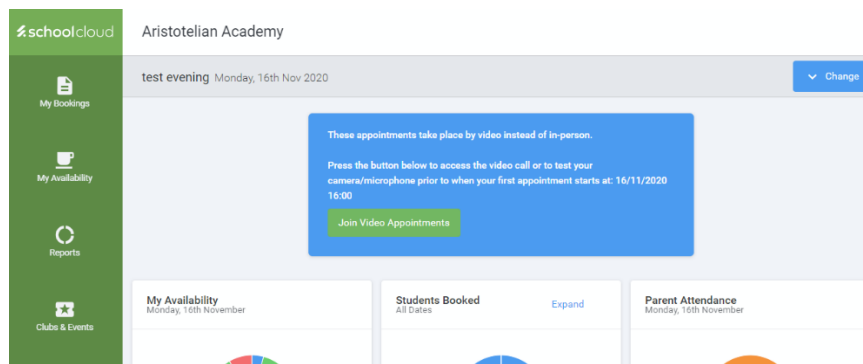 schoolcloud
Aristotelian Academy
test evening Monday, 16th Nov 2020
Change
My Bookings
My Availability
Reports
Clubs & Events
These appointments take place by video instead of in-person.
Press the button below to access the video call or to test your
camera/microphone prior to when your first appointment starts at: 16/11/2020
16:00
Join Video Appointments
My Availability
Monday, 16th November
Students Booked
All Dates
Expand
Parent Attendance
Monday, 16th November